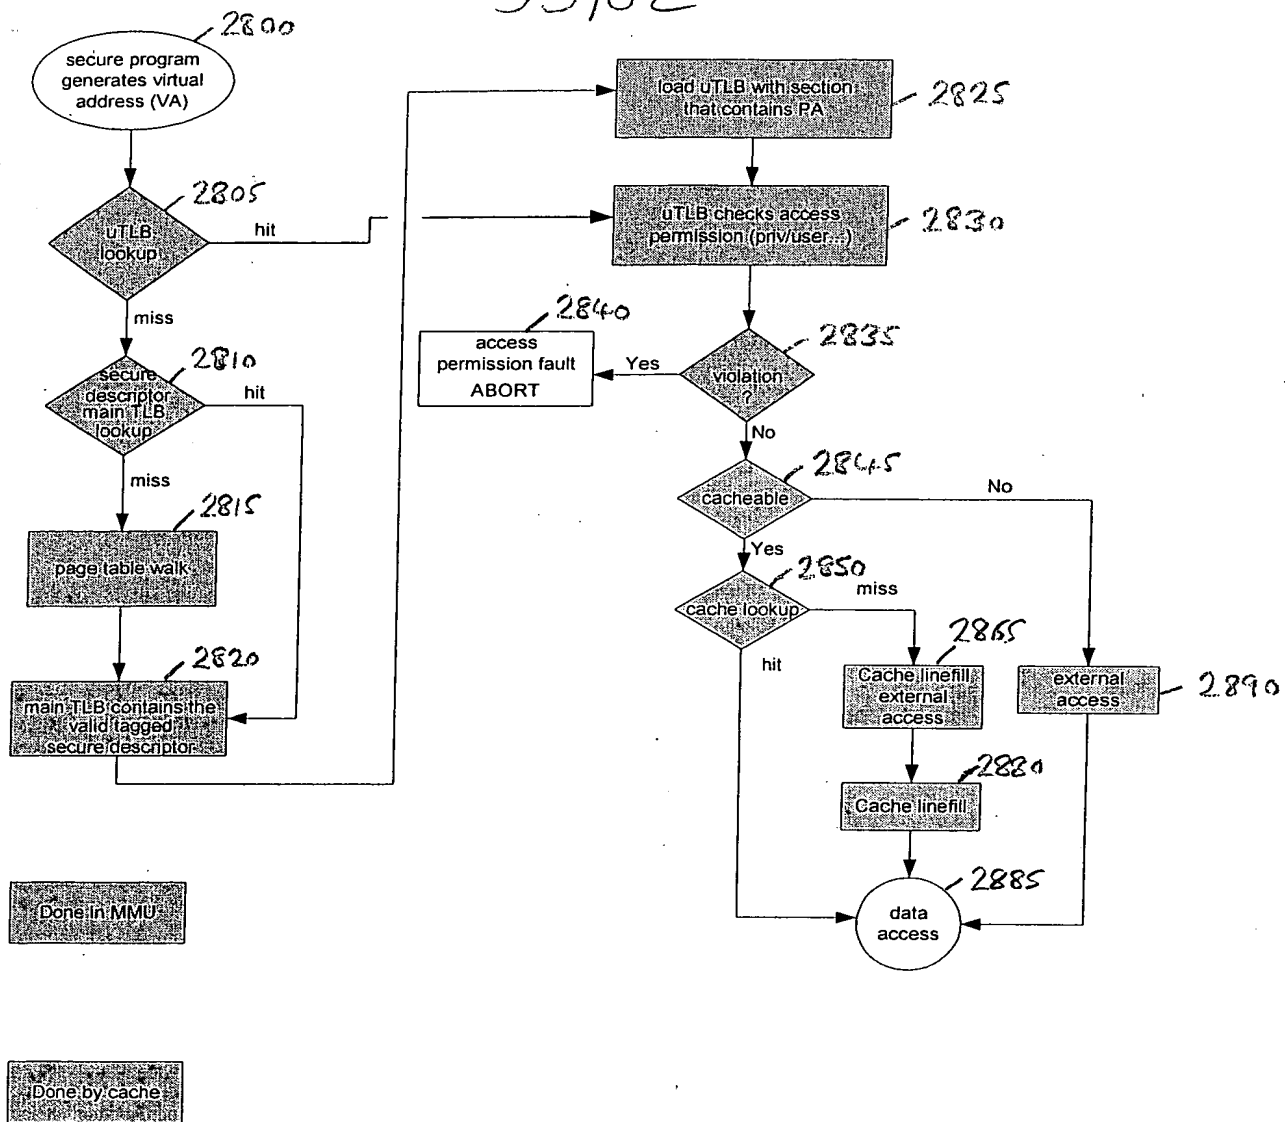 55/62
2800
secure program
generates virtual
address (VA)
2805
uTLB
lookup
hit
miss
2810
secure
descriptor
main TLB
lookup
hit
miss
2815
page table walk
2820
main TLB contains the
valid tagged
secure descriptor
load uTLB with section
that contains PA
2825
uTLB checks access
permission (priv/user...)
2830
2840
access
permission fault
ABORT
Yes
2835
violation
?
No
2845
cacheable
No
Yes
2850
cache lookup
miss
hit
2865
Cache linefill
external
access
external
access
2890
2880
Cache linefill
2885
data
access
Done in MMU
Done by cache